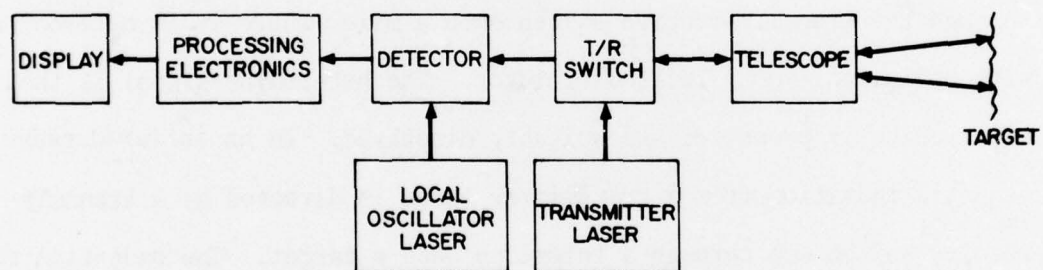 DISPLAY
PROCESSING
ELECTRONICS
DETECTOR
T/R
SWITCH
TELESCOPE
TARGET
LOCAL
OSCILLATOR
LASER
TRANSMITTER
LASER